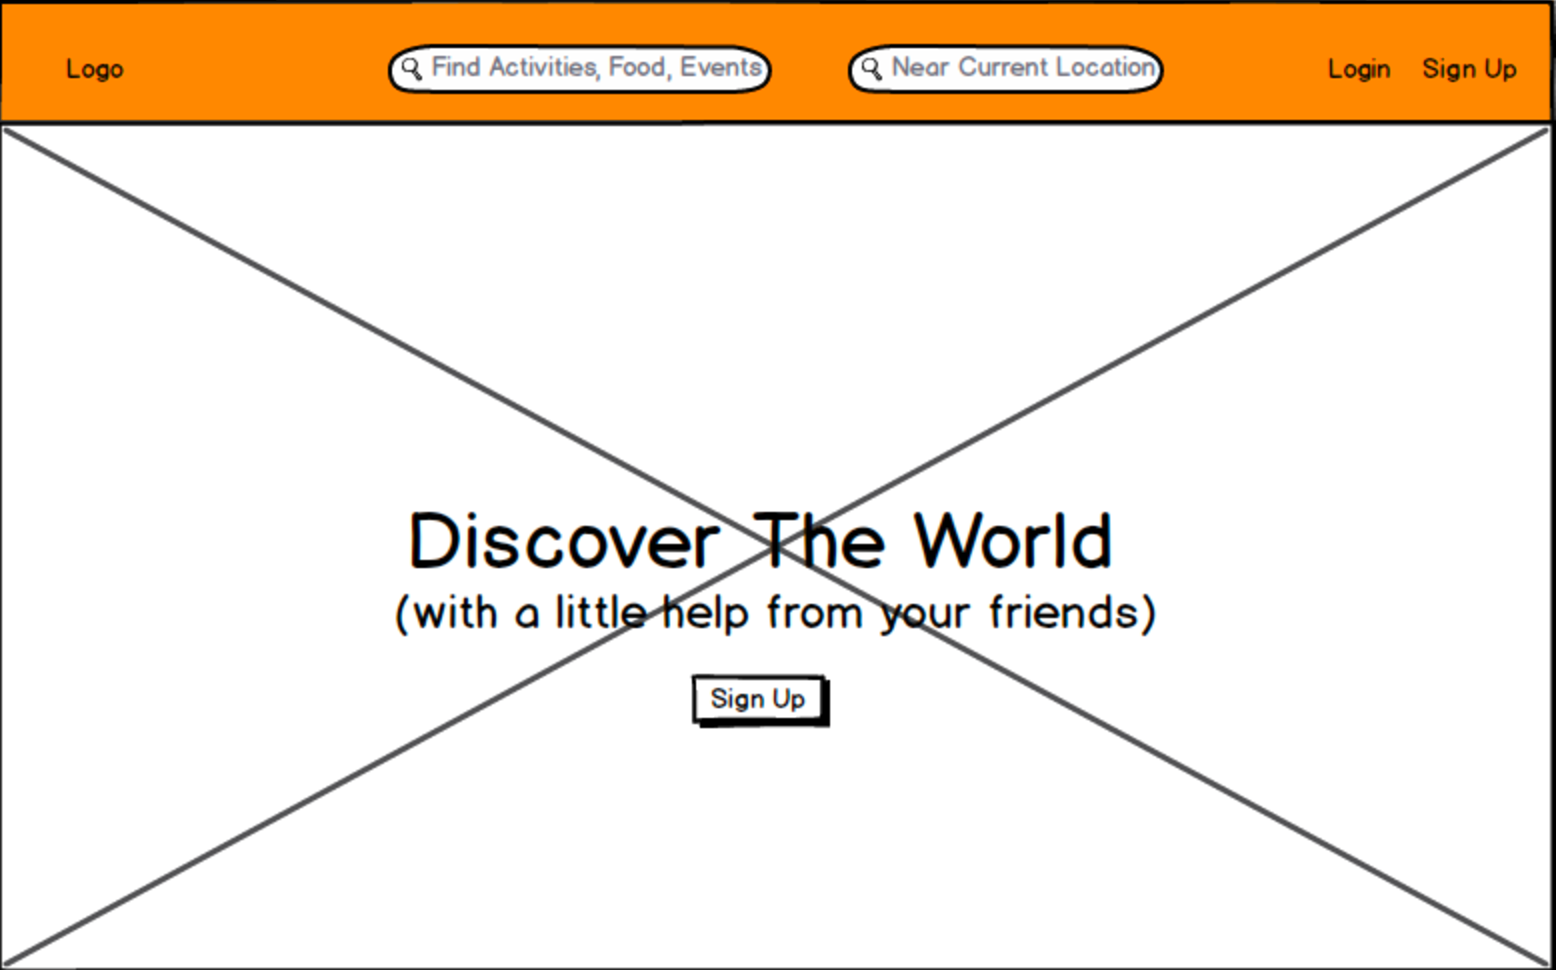 Logo
Find Activities, Food, Events
Near Current Location
Login
Sign Up
Discover The World
(with a little help from your friends)
Sign Up